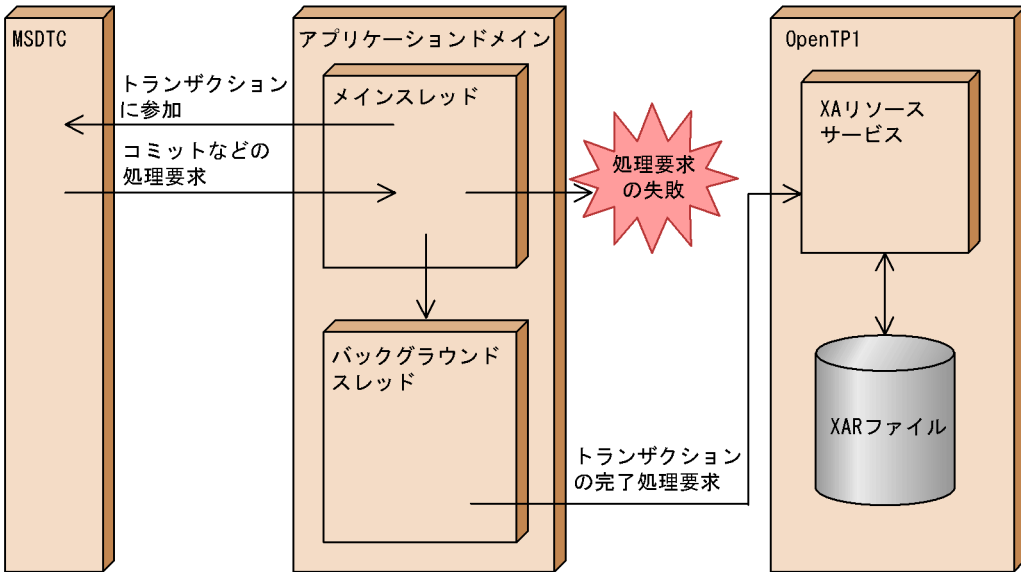 MSDTC
アプリケーションドメイン
OpenTP1
トランザクション
に参加
メインスレッド
XAリソース
サービス
コミットなどの
処理要求
処理要求
の失敗
バックグラウンド
スレッド
XARファイル
トランザクション
の完了処理要求